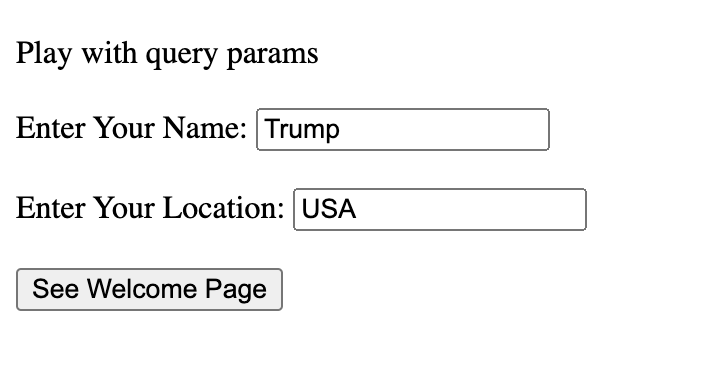 Play with query params
Enter Your Name: Trump
Enter Your Location: USA
See Welcome Page